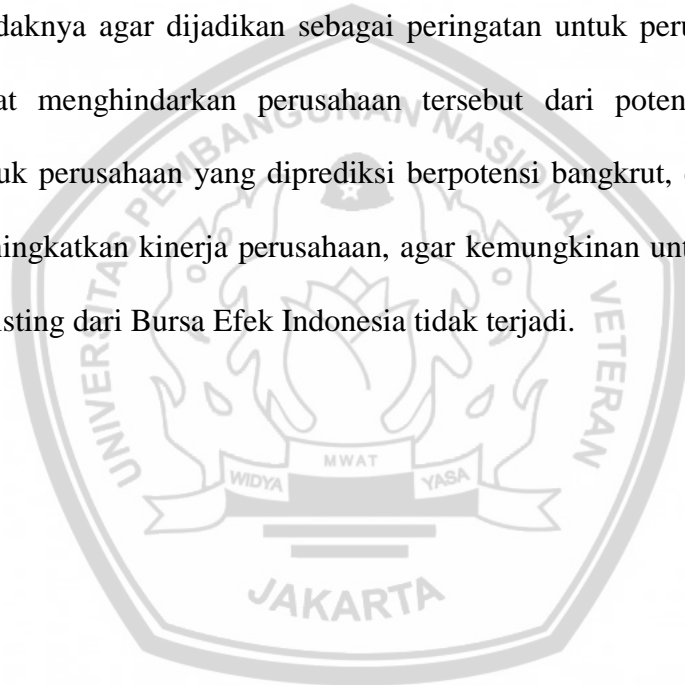 daknya agar dijadikan sebagai peringatan untuk peru
at menghindarkan perusahaan tersebut dari poten
uk perusahaan yang diprediksi berpotensi bangkrut,
ingkatkan kinerja perusahaan, agar kemungkinan unt
isting dari Bursa Efek Indonesia tidak terjadi.
UNIVERSITAS PEMBANGUNAN NASIONAL VETERAN
MWAT
WIDYA YASA
JAKARTA